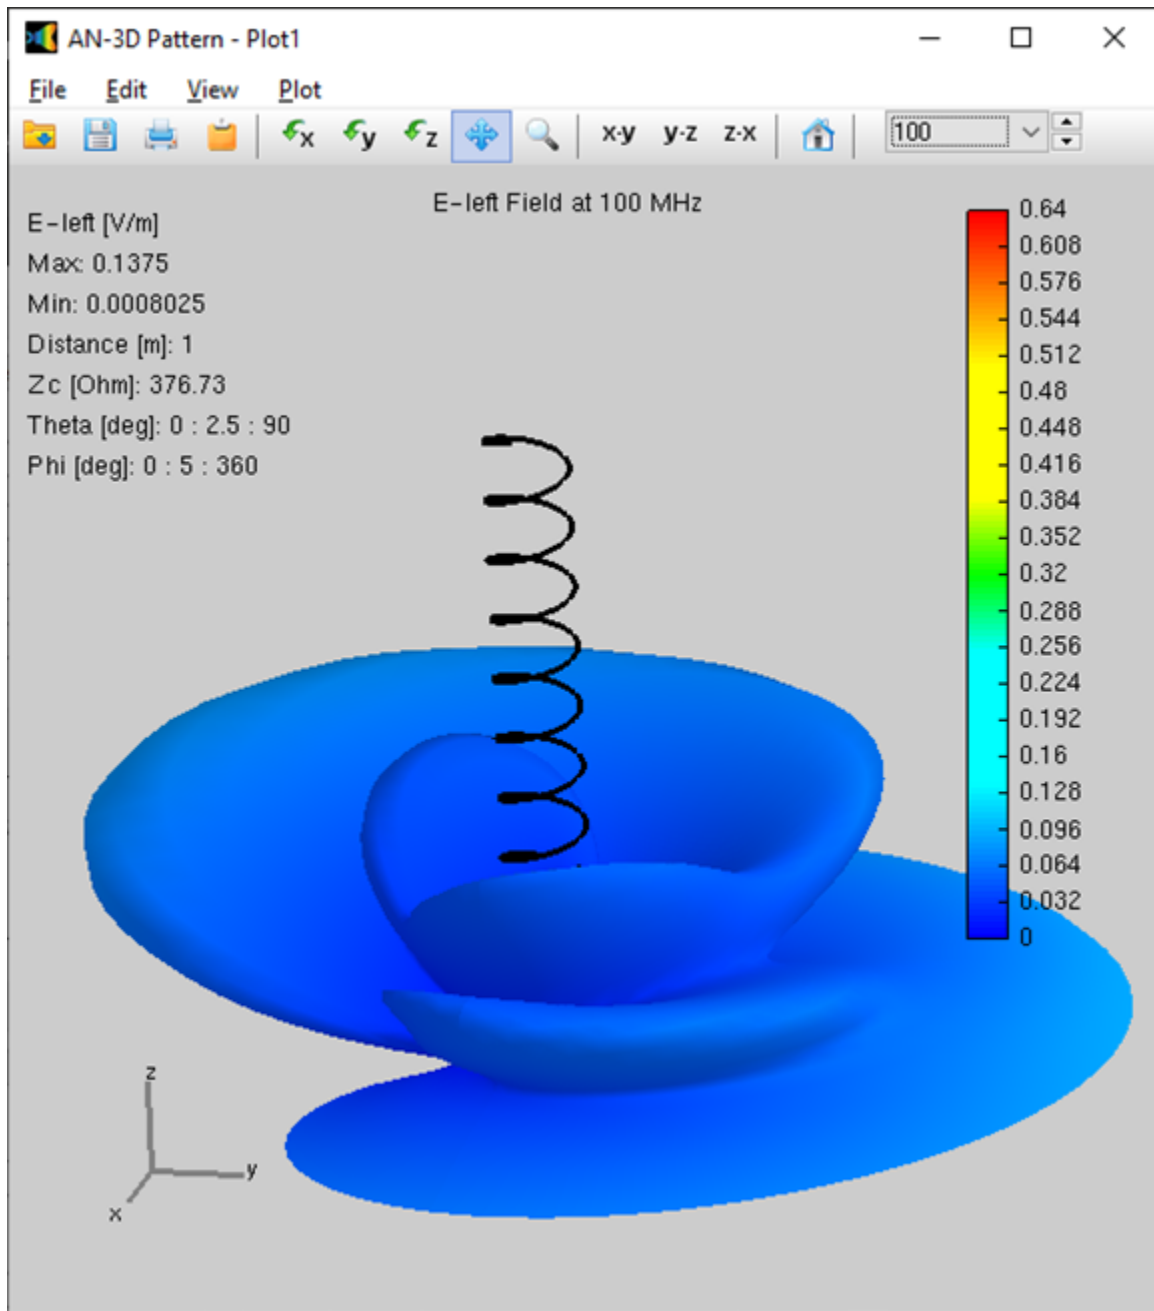 AN-3D Pattern - Plot1
File Edit View Plot
x y z x-y y-z z-x 100
E-left Field at 100 MHz
E-left [V/m]
Max: 0.1375
Min: 0.0008025
Distance [m]: 1
Zc [Ohm]: 376.73
Theta [deg]: 0 : 2.5 : 90
Phi [deg]: 0 : 5 : 360
0.64
0.608
0.576
0.544
0.512
0.48
0.448
0.416
0.384
0.352
0.32
0.288
0.256
0.224
0.192
0.16
0.128
0.096
0.064
0.032
0
z
y
x